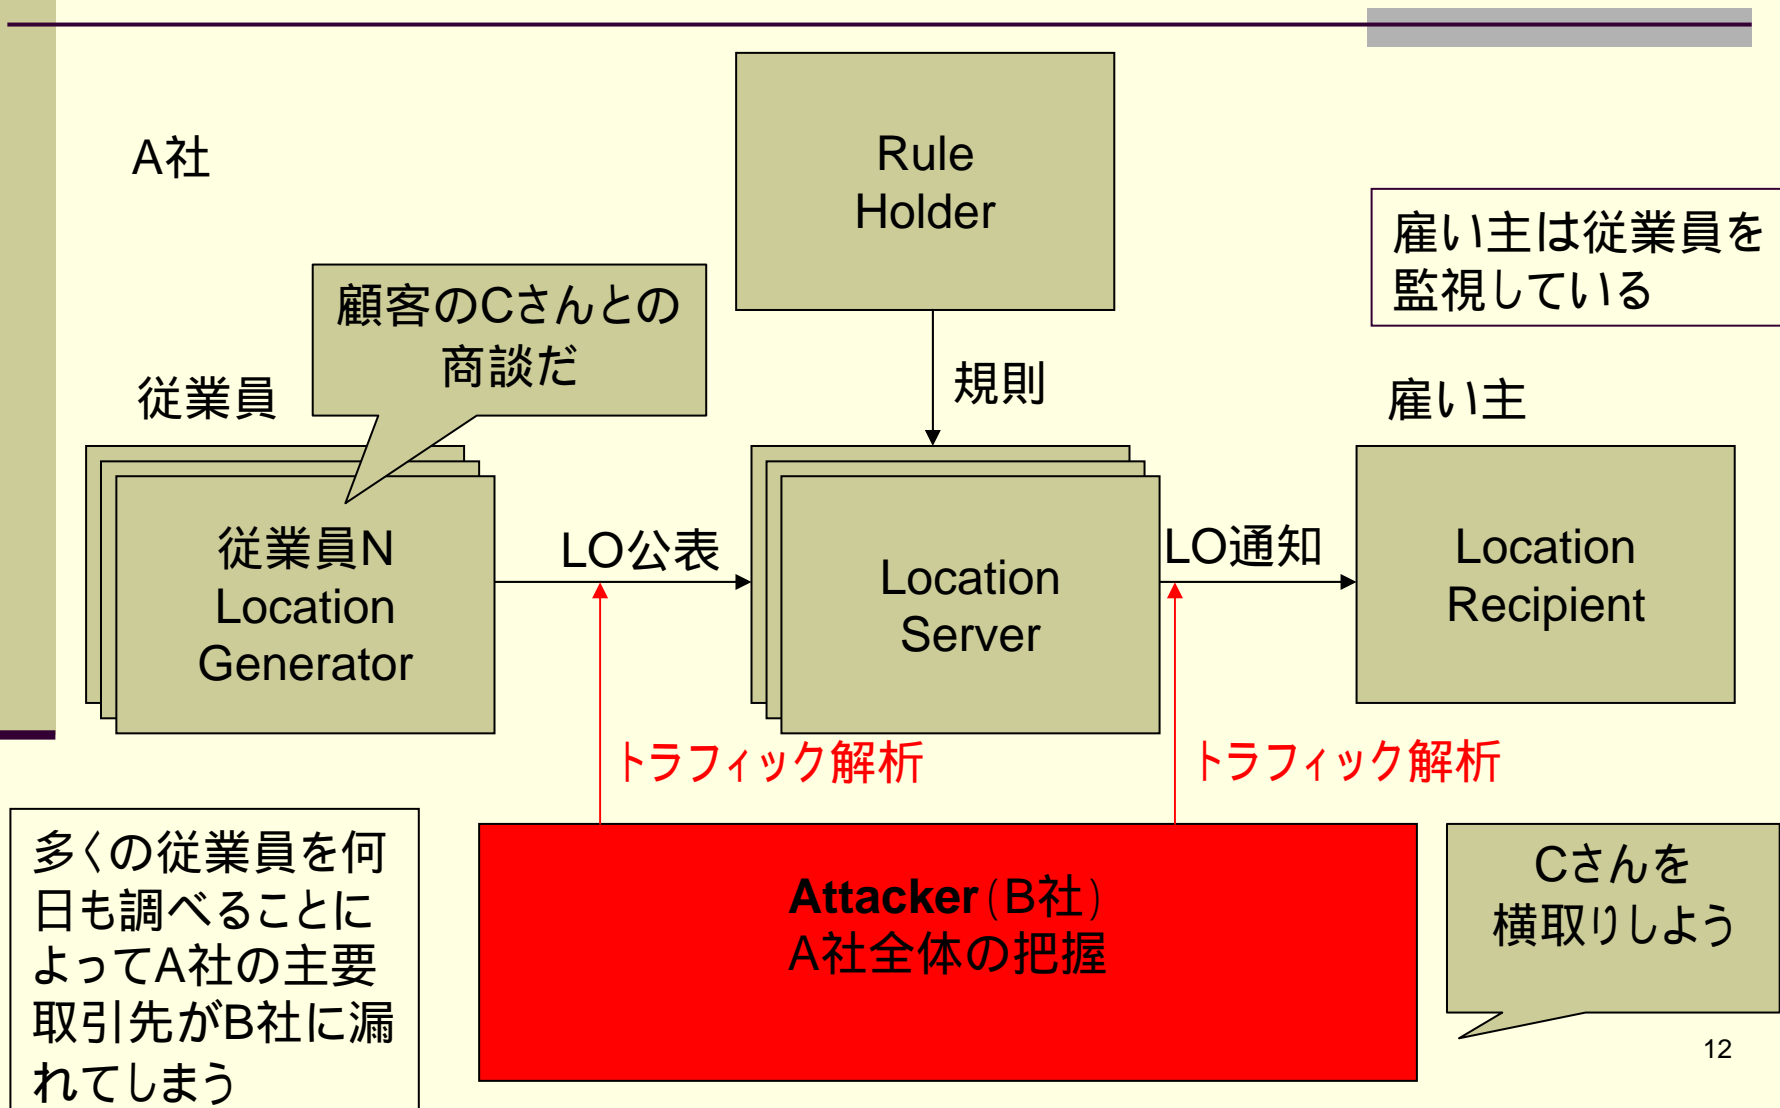 A社
Rule
Holder
雇い主は従業員を
監視している
顧客のCさんとの
商談だ
従業員
規則
雇い主
従業員N
Location
Generator
LO公表
Location
Server
LO通知
Location
Recipient
トラフィック解析
トラフィック解析
多くの従業員を何
日も調べることに
よってA社の主要
取引先がB社に漏
れてしまう
Attacker（B社）
A社全体の把握
Cさんを
横取りしよう
12